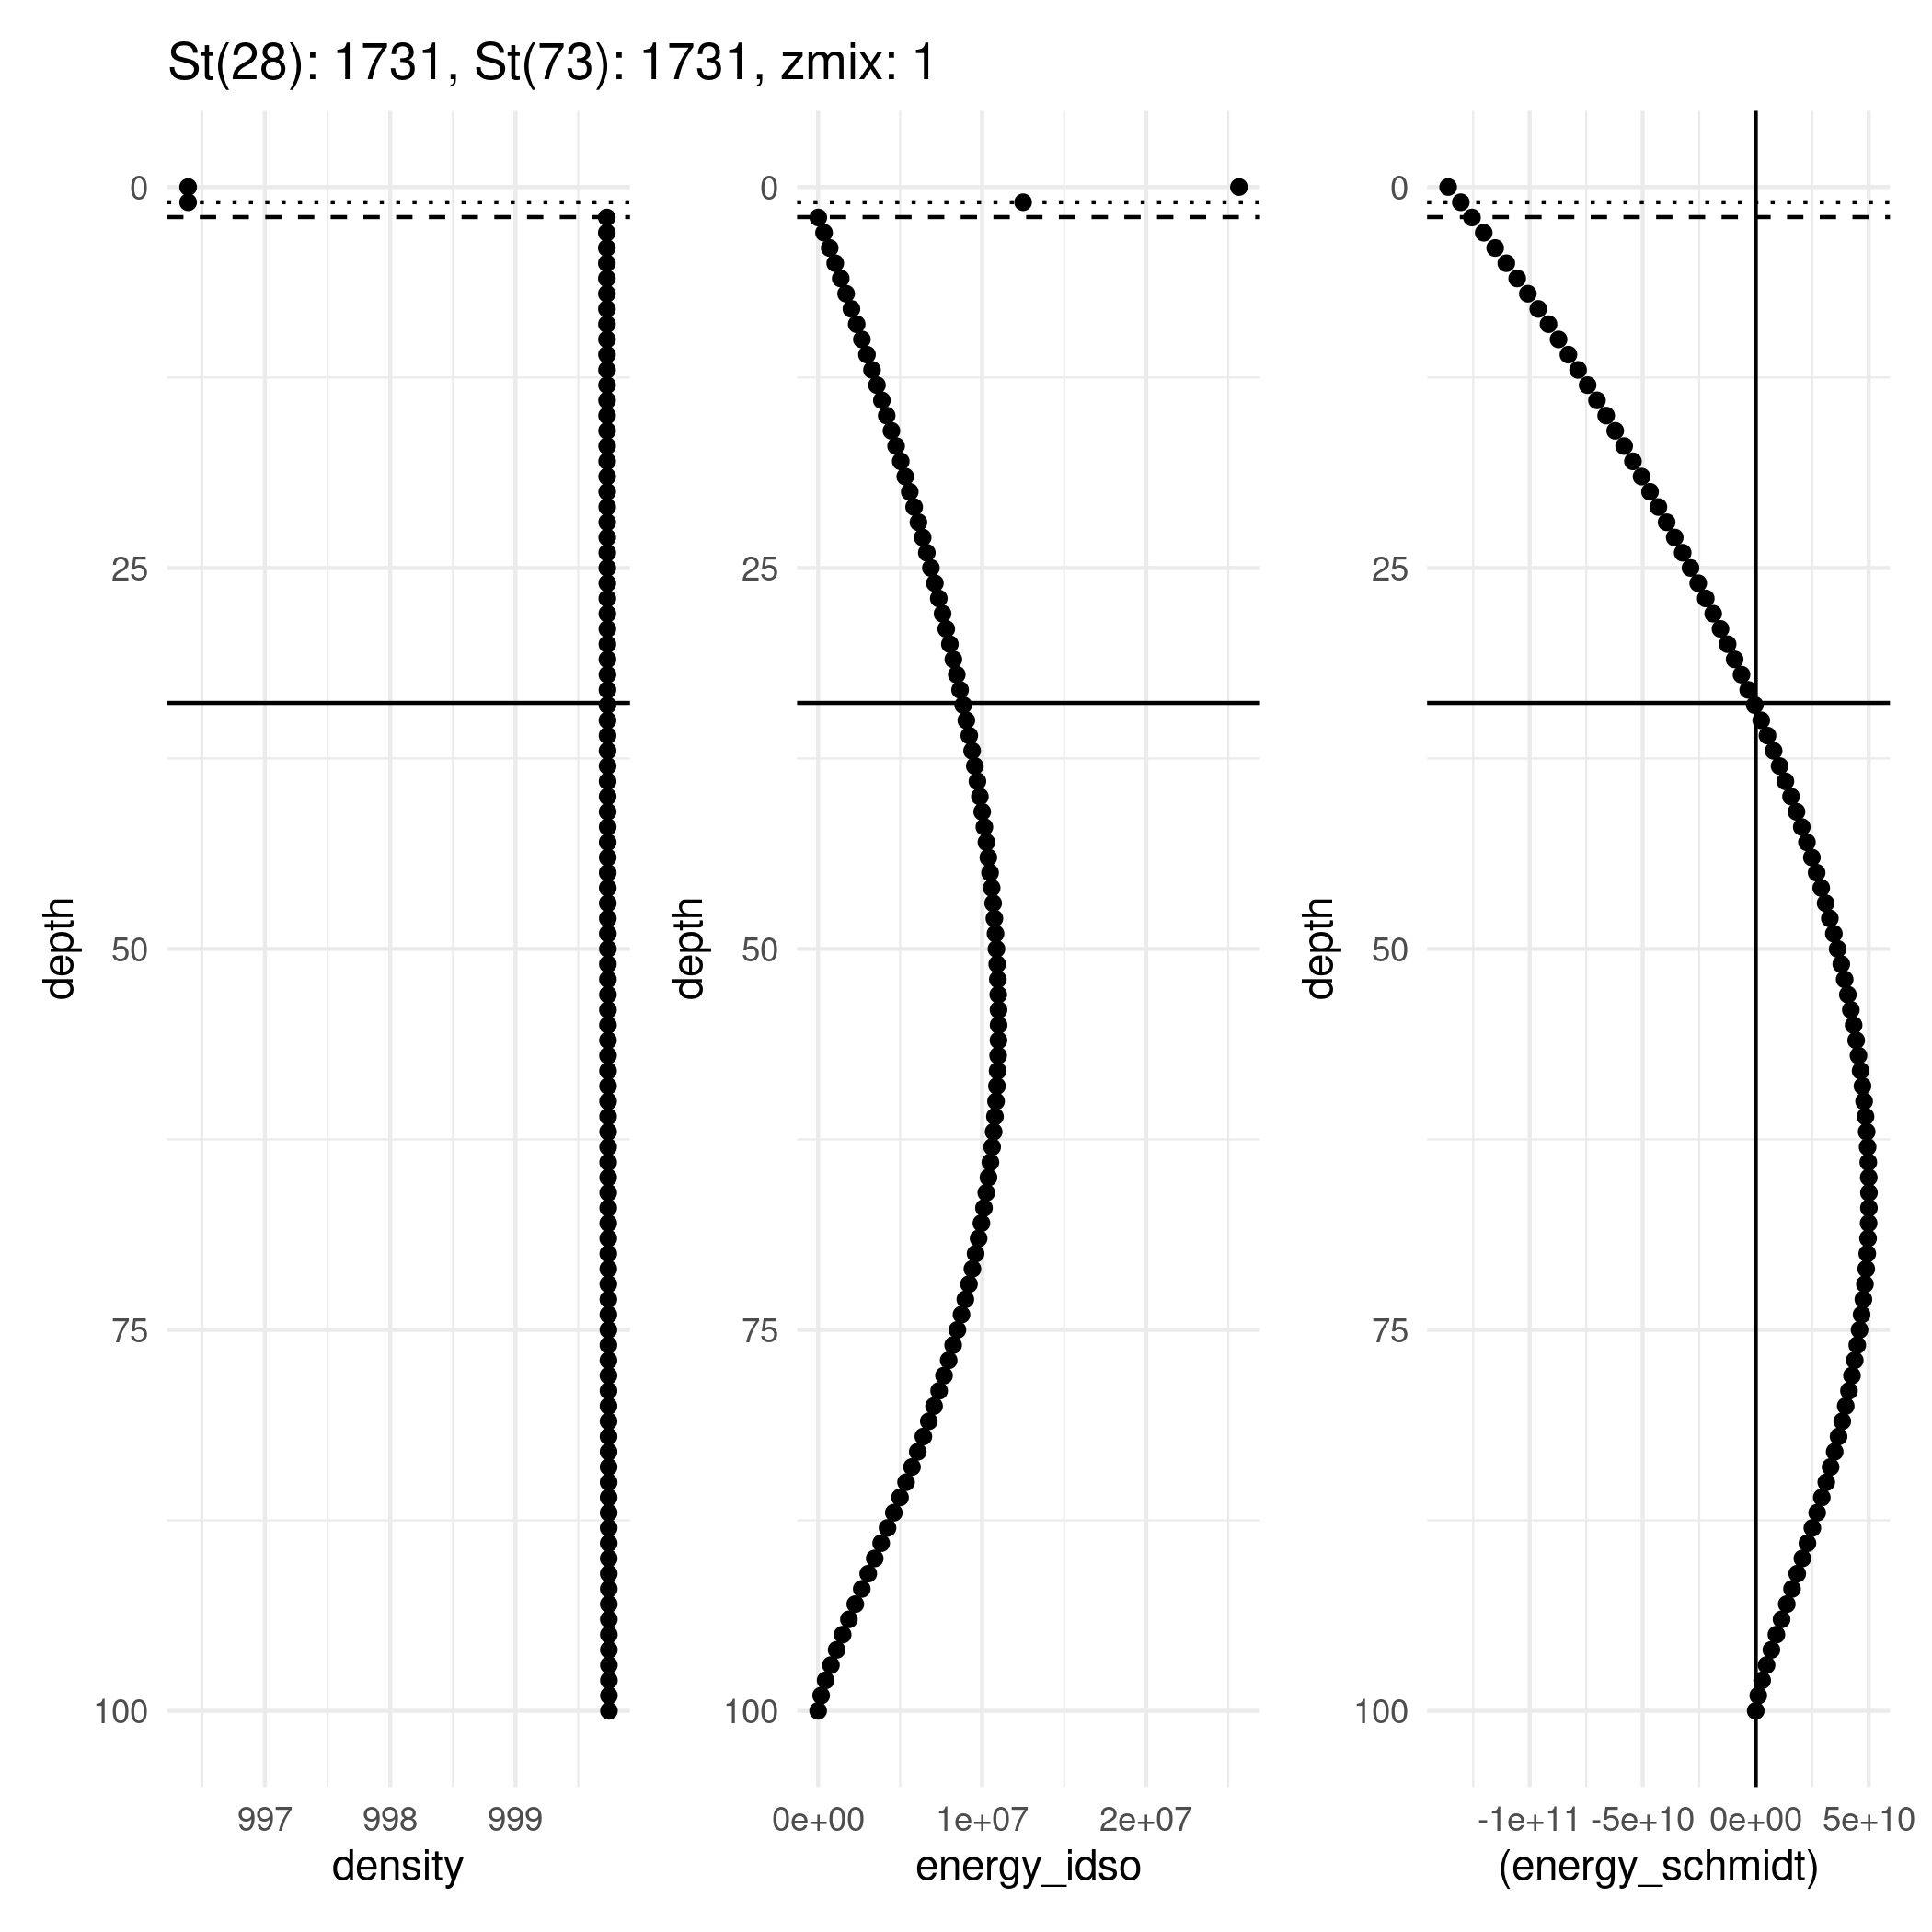 St(28): 1731, St(73): 1731, zmix: 1
depth
0
25
50
75
100
997
998
999
density
depth
0
25
50
75
100
0e+00
1e+07
2e+07
energy_idso
depth
0
25
50
75
100
-1e+11
-5e+10
0e+00
5e+10
(energy_schmidt)